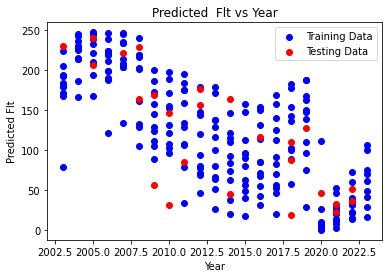 Predicted Flt vs Year
Training Data
Testing Data
250
200
150
100
50
0
Predicted Flt
2002.5 2005.0 2007.5 2010.0 2012.5 2015.0 2017.5 2020.0 2022.5
Year